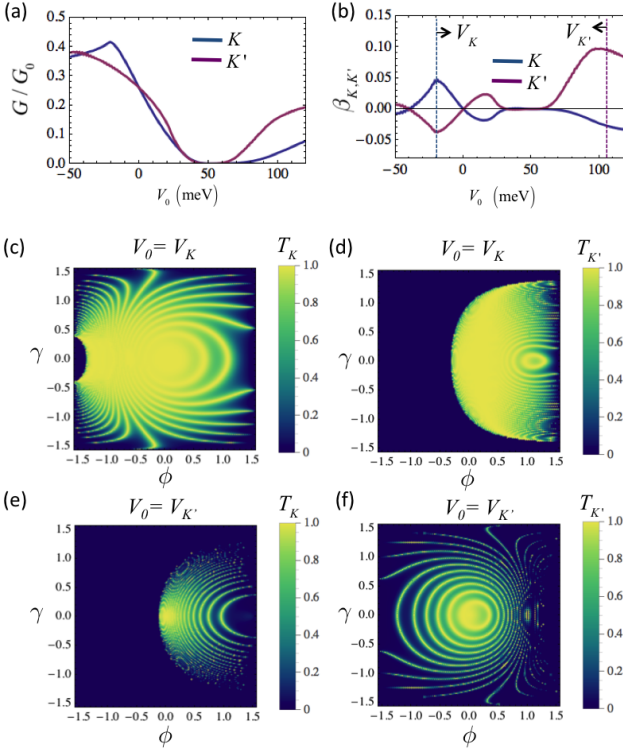 (a)
G / G0
0.5
0.4
0.3
0.2
0.1
0.0
K
K'
-50 0 50 100
V0 (meV)
(b)
βK,K'
0.15
0.10
0.05
0.00
-0.05
VK
VK'
K
K'
-50 0 50 100
V0 (meV)
(c)
V0 = VK
TK
γ
1.5
1.0
0.5
0.0
-0.5
-1.0
-1.5
-1.5 -1.0 -0.5 0.0 0.5 1.0 1.5
ϕ
1.0
0.8
0.6
0.4
0.2
0
(d)
V0 = VK
TK'
γ
1.5
1.0
0.5
0.0
-0.5
-1.0
-1.5
-1.5 -1.0 -0.5 0.0 0.5 1.0 1.5
ϕ
1.0
0.8
0.6
0.4
0.2
0
(e)
V0 = VK'
TK
γ
1.5
1.0
0.5
0.0
-0.5
-1.0
-1.5
-1.5 -1.0 -0.5 0.0 0.5 1.0 1.5
ϕ
1.0
0.8
0.6
0.4
0.2
0
(f)
V0 = VK'
TK'
γ
1.5
1.0
0.5
0.0
-0.5
-1.0
-1.5
-1.5 -1.0 -0.5 0.0 0.5 1.0 1.5
ϕ
1.0
0.8
0.6
0.4
0.2
0